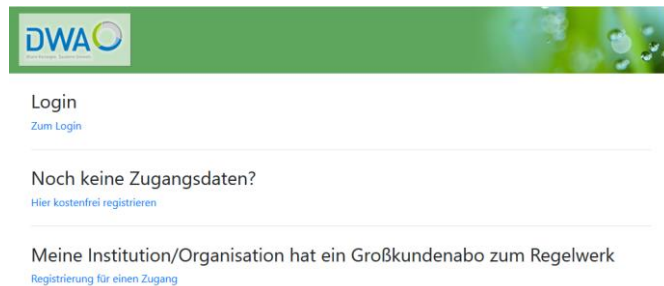 DWA
Login
Zum Login
Noch keine Zugangsdaten?
Hier kostenfrei registrieren
Meine Institution/Organisation hat ein Großkundenabo zum Regelwerk
Registrierung für einen Zugang